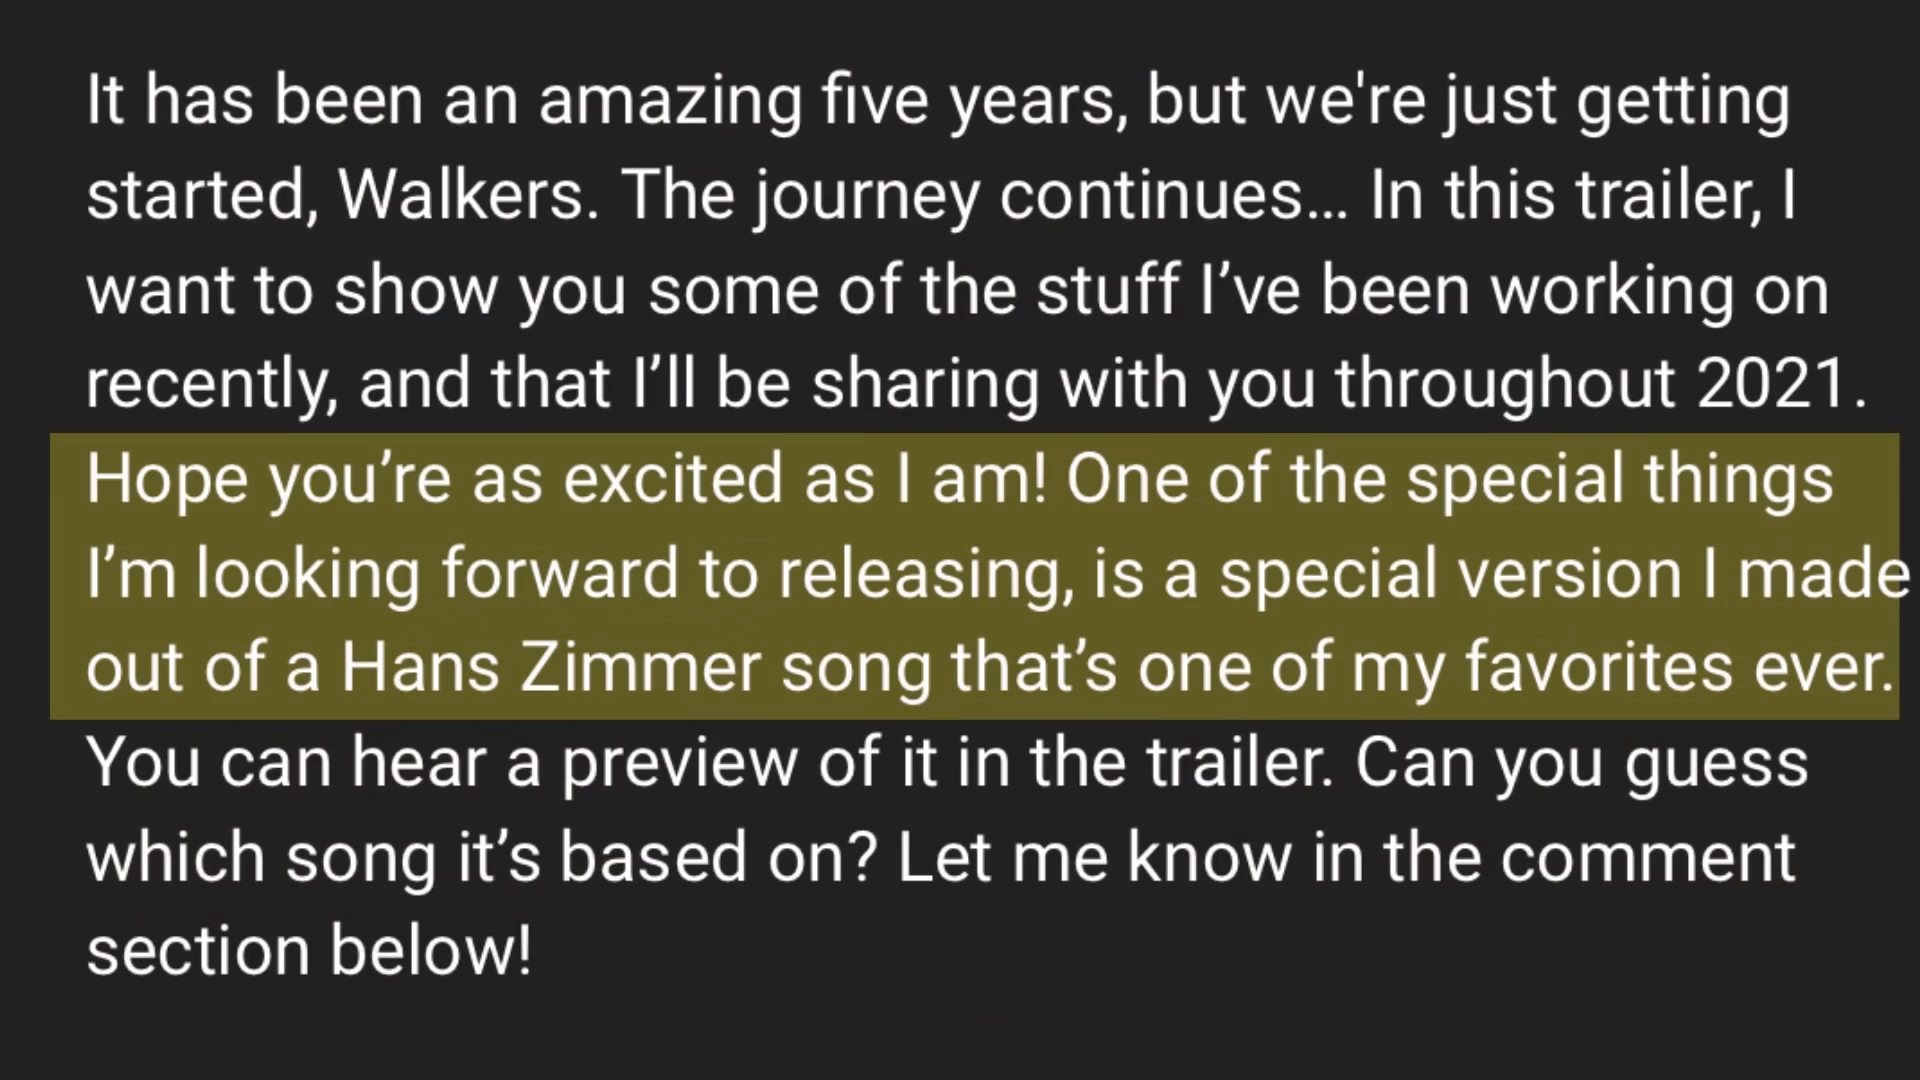 It has been an amazing five years, but we're just getting
started, Walkers. The journey continues... In this trailer, I
want to show you some of the stuff I’ve been working on
recently, and that I’ll be sharing with you throughout 2021.
Hope you’re as excited as I am! One of the special things
I’m looking forward to releasing, is a special version I made
out of a Hans Zimmer song that’s one of my favorites ever.
You can hear a preview of it in the trailer. Can you guess
which song it’s based on? Let me know in the comment
section below!